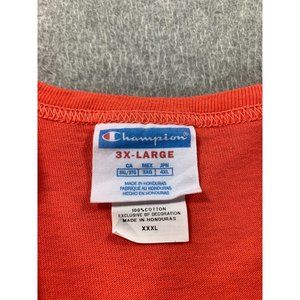 Champion
3X-LARGE
CA MEX JPN
3XL/3TG 3XG 4XL
MADE IN HONDURAS
FABRIQUÉ AU HONDURAS
HECHO EN HONDURAS
100% COTTON
EXCLUSIVE OF DECORATION
MADE IN HONDURAS
XXXL